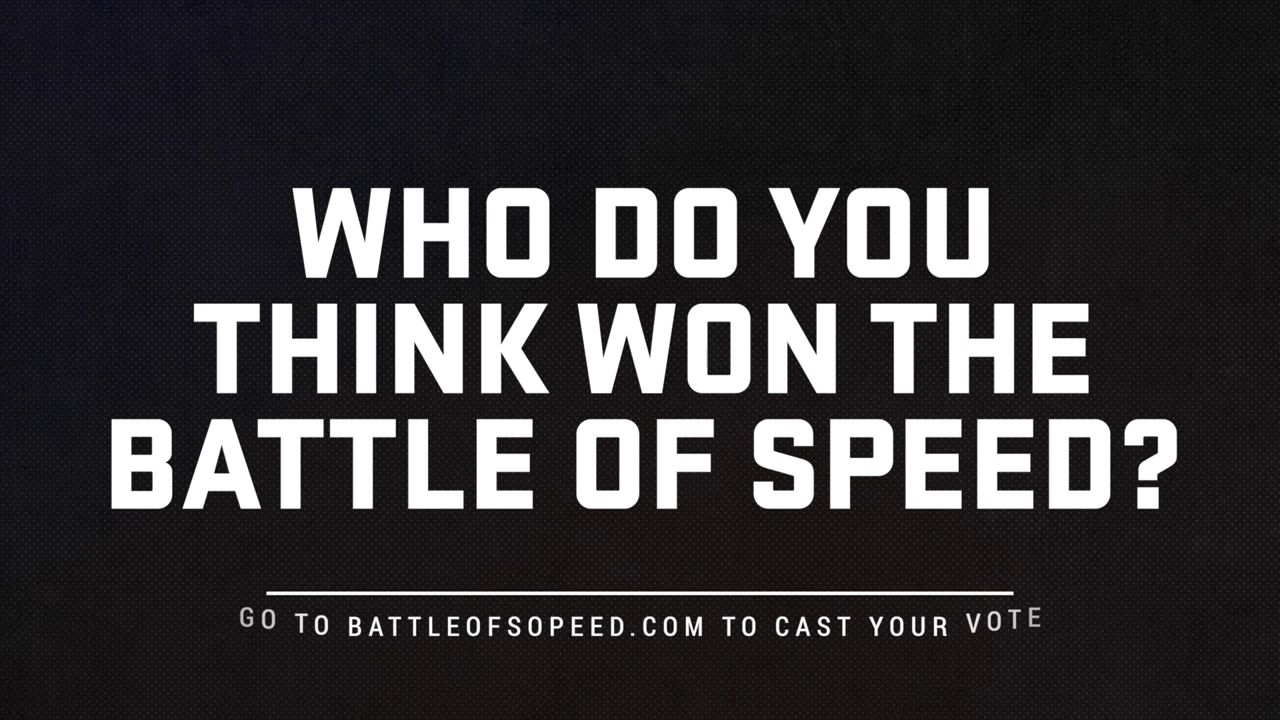 WHO DO YOU
THINK WON THE
BATTLE OF SPEED?
GO TO BATTLEOFSOPEED.COM TO CAST YOUR VOTE